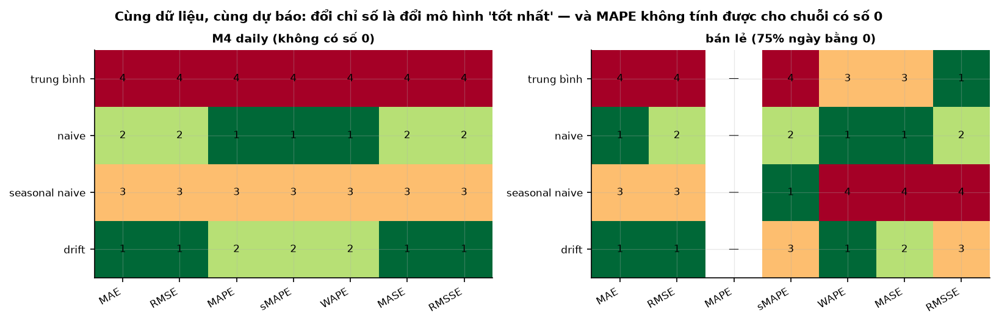 Cùng dữ liệu, cùng dự báo: đổi chỉ số là đổi mô hình 'tốt nhất' — và MAPE không tính được cho chuỗi có số 0
M4 daily (không có số 0)
trung bình 4 4 4 4 4 4 4
naive 2 2 1 1 1 2 2
seasonal naive 3 3 3 3 3 3 3
drift 1 1 2 2 2 1 1
MAE RMSE MAPE sMAPE WAPE MASE RMSSE
bán lẻ (75% ngày bằng 0)
trung bình 4 4 — 4 3 3 1
naive 1 2 — 2 1 1 2
seasonal naive 3 3 — 1 4 4 4
drift 1 1 — 3 1 2 3
MAE RMSE MAPE sMAPE WAPE MASE RMSSE